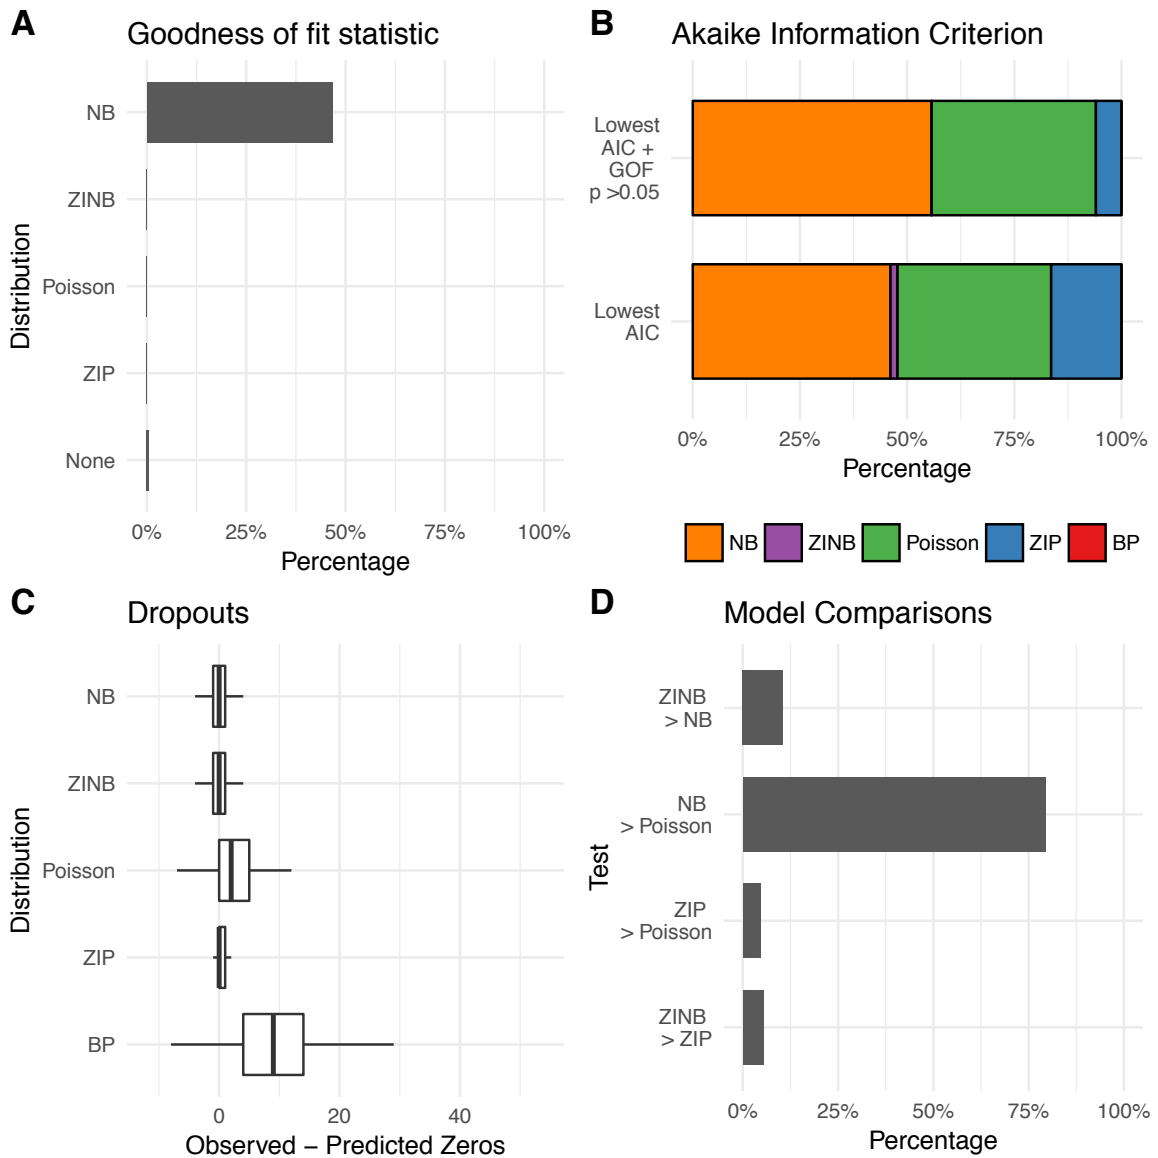 A
Goodness of fit statistic
Distribution
NB
ZINB
Poisson
ZIP
None
0% 25% 50% 75% 100%
Percentage
B
Akaike Information Criterion
Lowest
AIC +
GOF
p >0.05
Lowest
AIC
0% 25% 50% 75% 100%
Percentage
NB ZINB Poisson ZIP BP
C
Dropouts
Distribution
NB
ZINB
Poisson
ZIP
BP
0 20 40
Observed − Predicted Zeros
D
Model Comparisons
Test
ZINB
> NB
NB
> Poisson
ZIP
> Poisson
ZINB
> ZIP
0% 25% 50% 75% 100%
Percentage